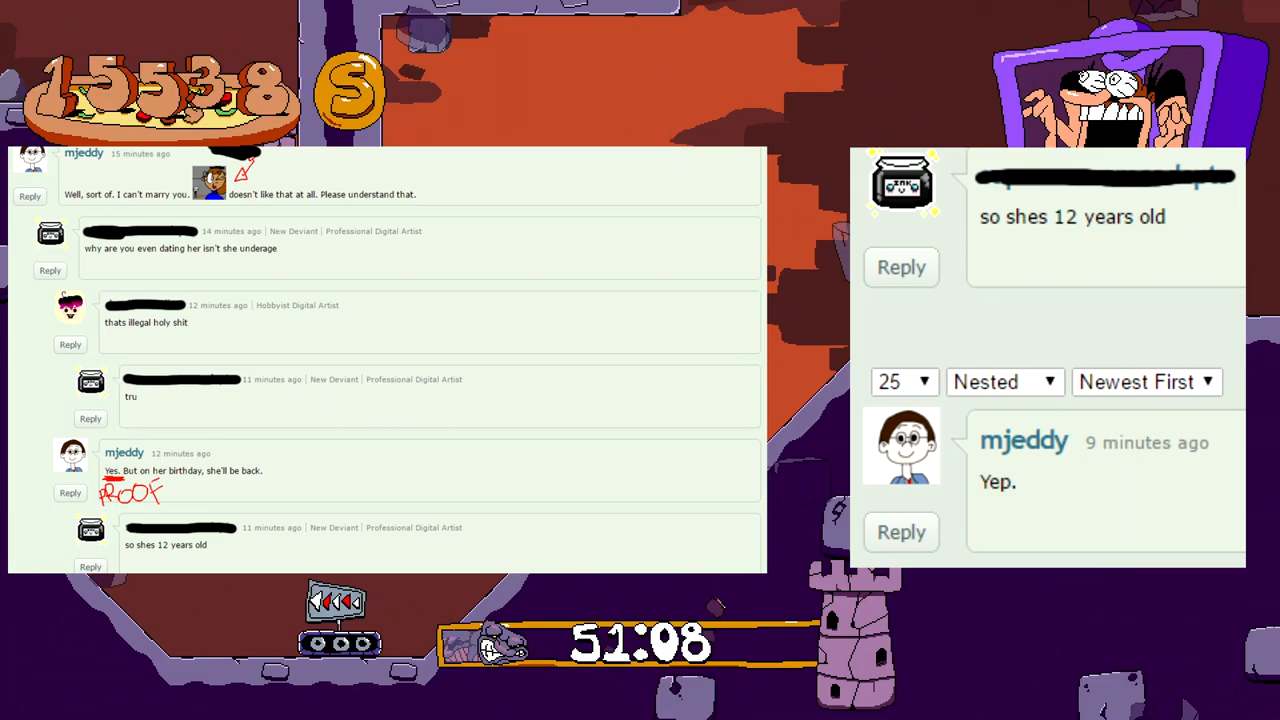 15538
S
mjeddy 15 minutes ago
Reply
Well, sort of. I can't marry you. doesn't like that at all. Please understand that.
14 minutes ago | New Deviant | Professional Digital Artist
why are you even dating her isn't she underage
Reply
12 minutes ago | Hobbyist Digital Artist
thats illegal holy shit
Reply
11 minutes ago | New Deviant | Professional Digital Artist
tru
Reply
mjeddy 12 minutes ago
Yes. But on her birthday, she'll be back.
Reply
PROOF
11 minutes ago | New Deviant | Professional Digital Artist
so shes 12 years old
Reply
INK
so shes 12 years old
Reply
25 ▼ Nested ▼ Newest First ▼
mjeddy 9 minutes ago
Yep.
Reply
51:08